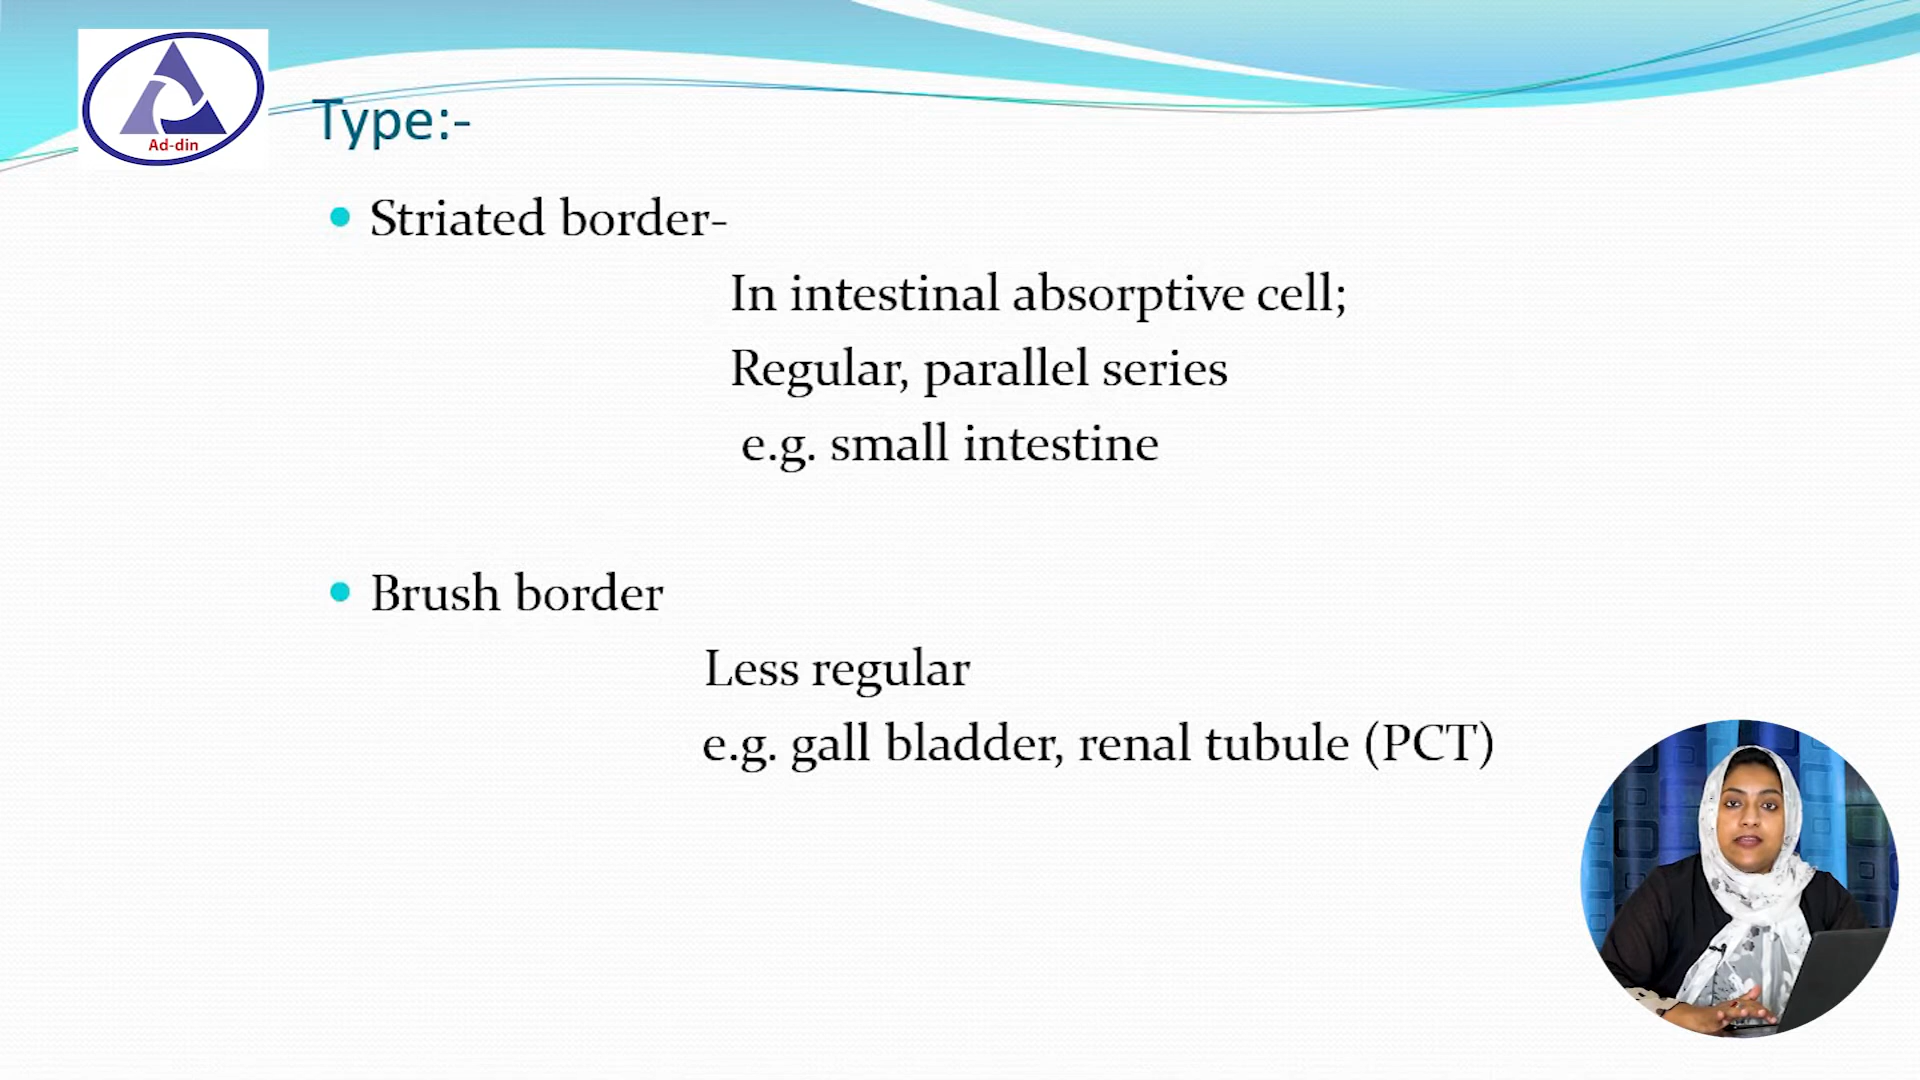 Ad-din
Type:-
Striated border-
In intestinal absorptive cell;
Regular, parallel series
e.g. small intestine
Brush border
Less regular
e.g. gall bladder, renal tubule (PCT)